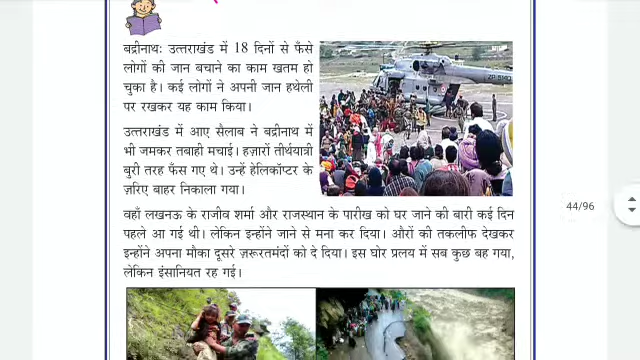 बद्रीनाथ: उत्तराखंड में 18 दिनों से फँसे
लोगों की जान बचाने का काम खतम हो
चुका है। कई लोगों ने अपनी जान हथेली
पर रखकर यह काम किया।
उत्तराखंड में आए सैलाब ने बद्रीनाथ में
भी जमकर तबाही मचाई। हज़ारों तीर्थयात्री
बुरी तरह फँस गए थे। उन्हें हेलिकॉप्टर के
ज़रिए बाहर निकाला गया।
वहाँ लखनऊ के राजीव शर्मा और राजस्थान के पारीख को घर जाने की बारी कई दिन
पहले आ गई थी। लेकिन इन्होंने जाने से मना कर दिया। औरों की तकलीफ देखकर
इन्होंने अपना मौका दूसरे ज़रूरतमंदों को दे दिया। इस घोर प्रलय में सब कुछ बह गया,
लेकिन इंसानियत रह गई।
44/96